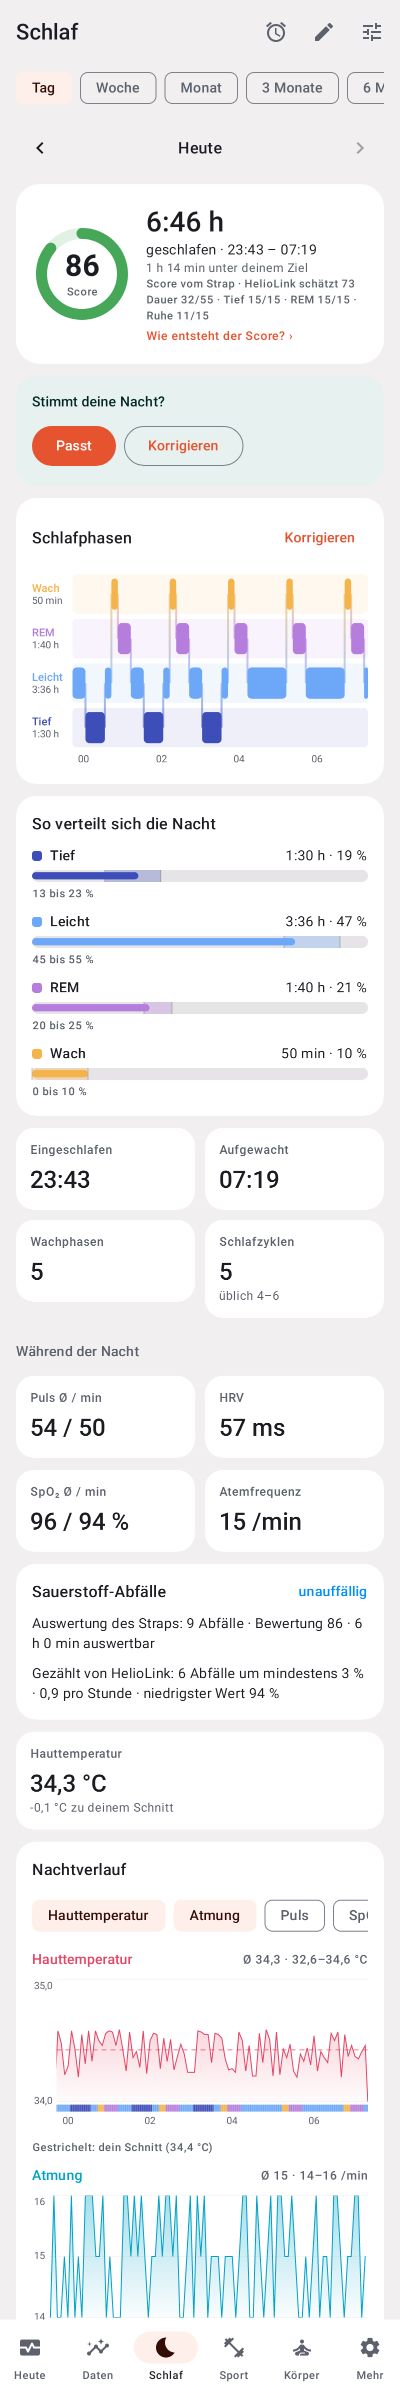 Schlaf
Tag
Woche
Monat
3 Monate
6 M
Heute
86
Score
6:46 h
geschlafen · 23:43 – 07:19
1 h 14 min unter deinem Ziel
Score vom Strap · HelioLink schätzt 73
Dauer 32/55 · Tief 15/15 · REM 15/15 ·
Ruhe 11/15
Wie entsteht der Score? ›
Stimmt deine Nacht?
Passt
Korrigieren
Schlafphasen
Korrigieren
Wach
50 min
REM
1:40 h
Leicht
3:36 h
Tief
1:30 h
00 02 04 06
So verteilt sich die Nacht
Tief 1:30 h · 19 %
13 bis 23 %
Leicht 3:36 h · 47 %
45 bis 55 %
REM 1:40 h · 21 %
20 bis 25 %
Wach 50 min · 10 %
0 bis 10 %
Eingeschlafen
23:43
Aufgewacht
07:19
Wachphasen
5
Schlafzyklen
5
üblich 4–6
Während der Nacht
Puls Ø / min
54 / 50
HRV
57 ms
SpO₂ Ø / min
96 / 94 %
Atemfrequenz
15 /min
Sauerstoff-Abfälle
unauffällig
Auswertung des Straps: 9 Abfälle · Bewertung 86 · 6
h 0 min auswertbar
Gezählt von HelioLink: 6 Abfälle um mindestens 3 %
· 0,9 pro Stunde · niedrigster Wert 94 %
Hauttemperatur
34,3 °C
-0,1 °C zu deinem Schnitt
Nachtverlauf
Hauttemperatur
Atmung
Puls
Sp
Hauttemperatur Ø 34,3 · 32,6–34,6 °C
35,0
34,0
00 02 04 06
Gestrichelt: dein Schnitt (34,4 °C)
Atmung Ø 15 · 14–16 /min
16
15
14
Heute
Daten
Schlaf
Sport
Körper
Mehr